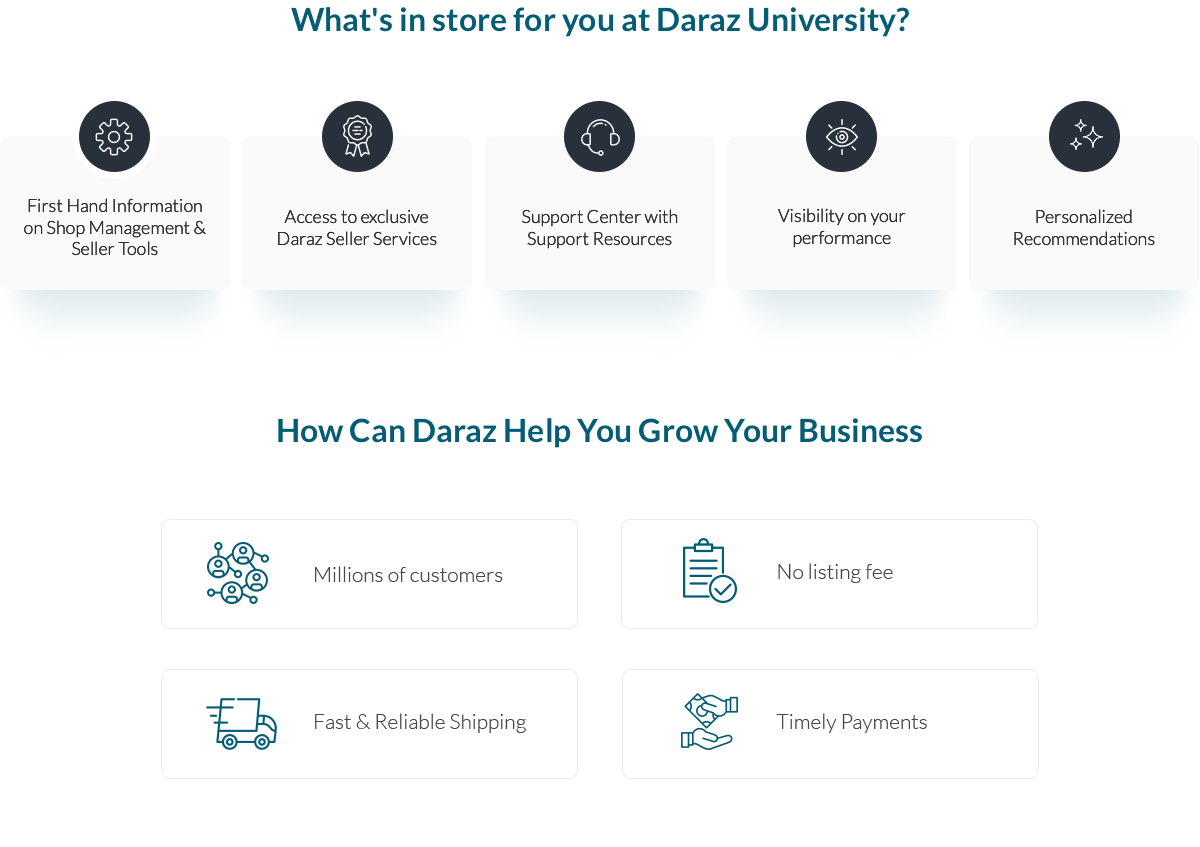 What's in store for you at Daraz University?
First Hand Information
on Shop Management &
Seller Tools
Access to exclusive
Daraz Seller Services
Support Center with
Support Resources
Visibility on your
performance
Personalized
Recommendations
How Can Daraz Help You Grow Your Business
Millions of customers
No listing fee
Fast & Reliable Shipping
Timely Payments